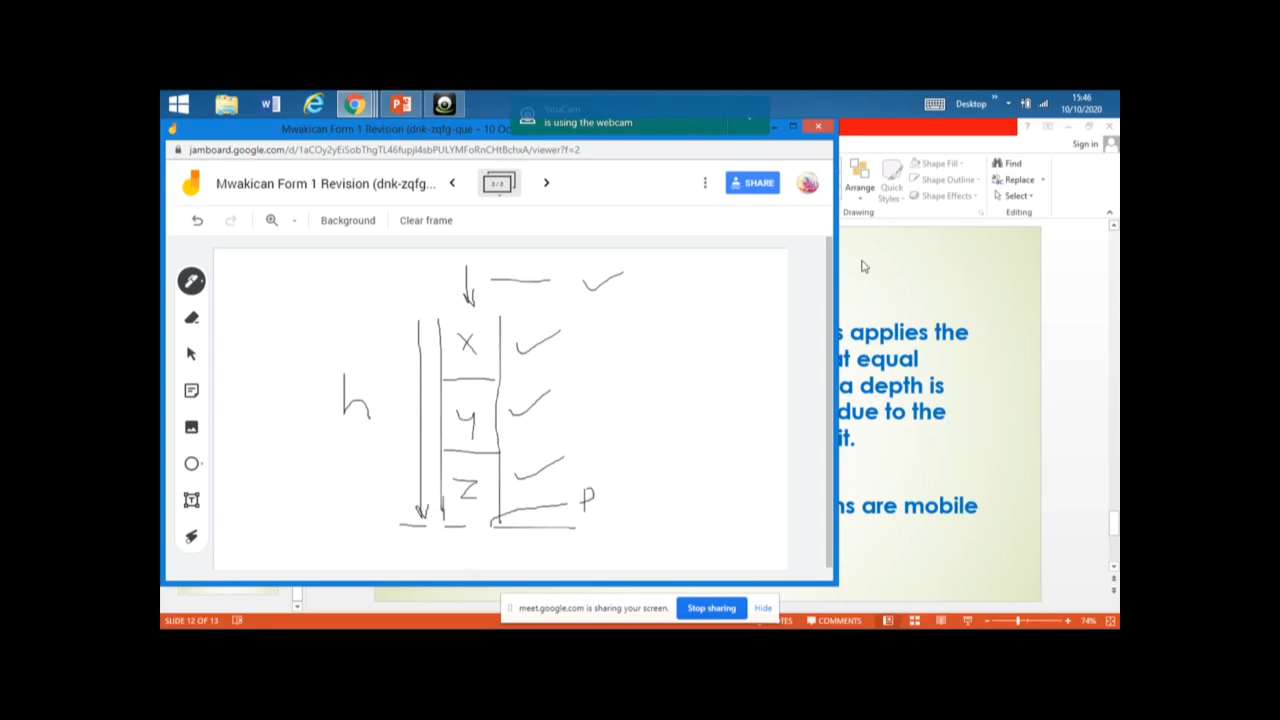 YouCam
is using the webcam
Desktop
15:46
10/10/2020
Mwakican Form 1 Revision (dnk-zqfg-que – 10 Oc
jamboard.google.com/d/1aCOy2yEiSobThgTL46fupjl4sbPULYMFoRnCHtBchxA/viewer?f=2
Sign in
Mwakican Form 1 Revision (dnk-zqfg...
SHARE
Background
Clear frame
Arrange
Quick
Styles
Shape Fill
Shape Outline
Shape Effects
Find
Replace
Select
Drawing
Editing
x
y
z
h
P
s applies the
at equal
a depth is
due to the
it.
ns are mobile
meet.google.com is sharing your screen.
Stop sharing
Hide
SLIDE 12 OF 13
TES
COMMENTS
74%